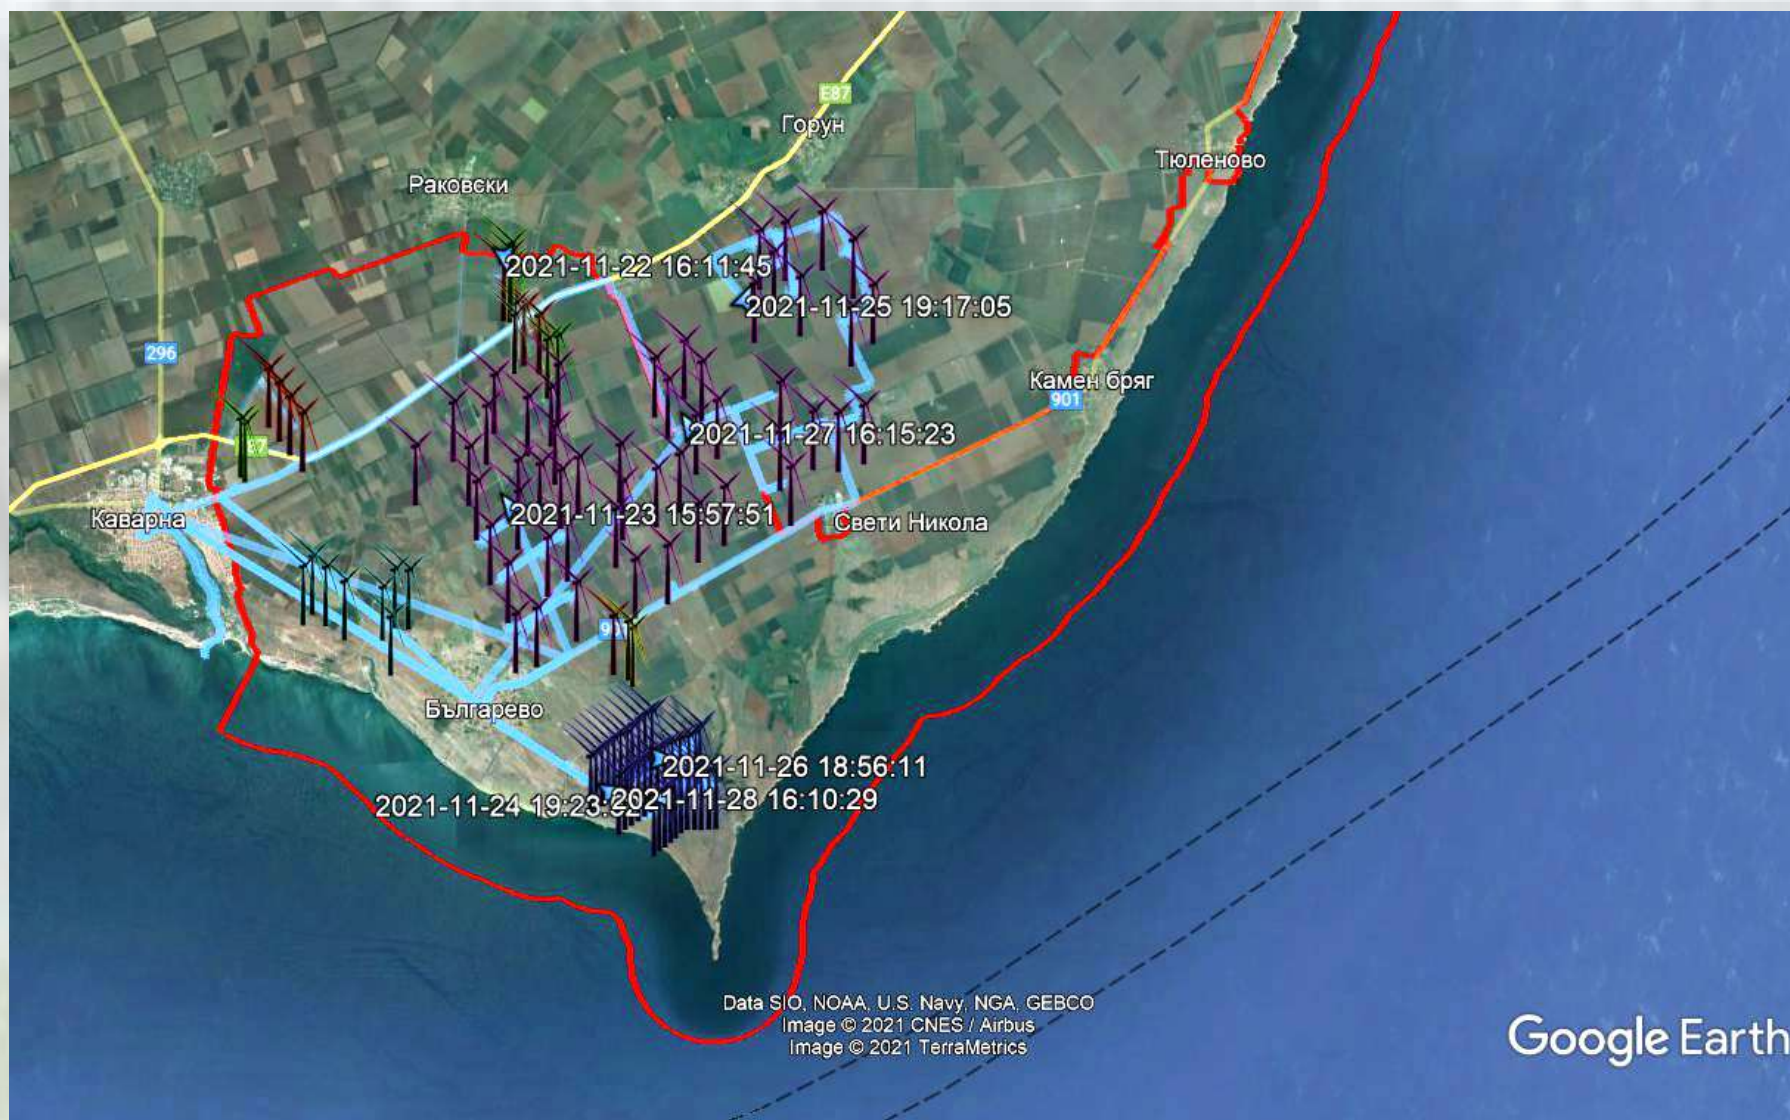 E87
Горун
Тюленово
Раковски
2021-11-22 16:11:45
2021-11-25 19:17:05
296
Камен бряг
901
2021-11-27 16:15:23
Каварна
2021-11-23 15:57:51
Свети Никола
901
Българево
2021-11-26 18:56:11
2021-11-24 19:23:
2021-11-28 16:10:29
Data SIO, NOAA, U.S. Navy, NGA, GEBCO
Image © 2021 CNES / Airbus
Image © 2021 TerraMetrics
Google Earth